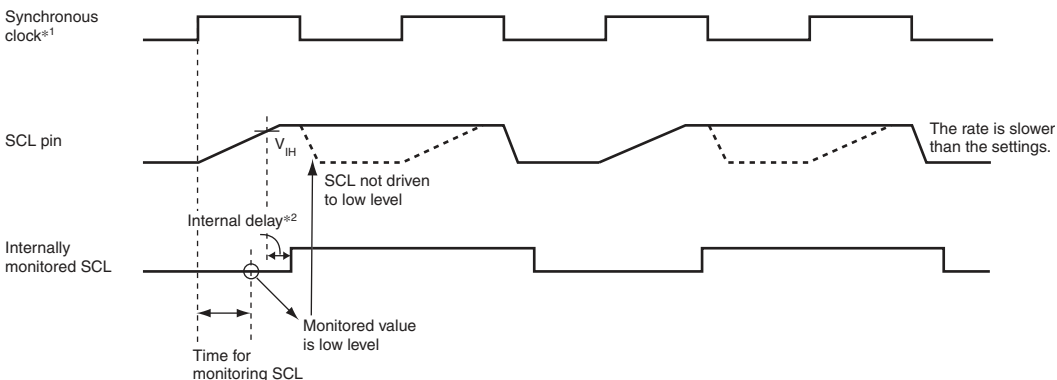 Synchronous
clock*1
SCL pin
VIH
The rate is slower
than the settings.
SCL not driven
to low level
Internal delay*2
Internally
monitored SCL
Monitored value
is low level
Time for
monitoring SCL